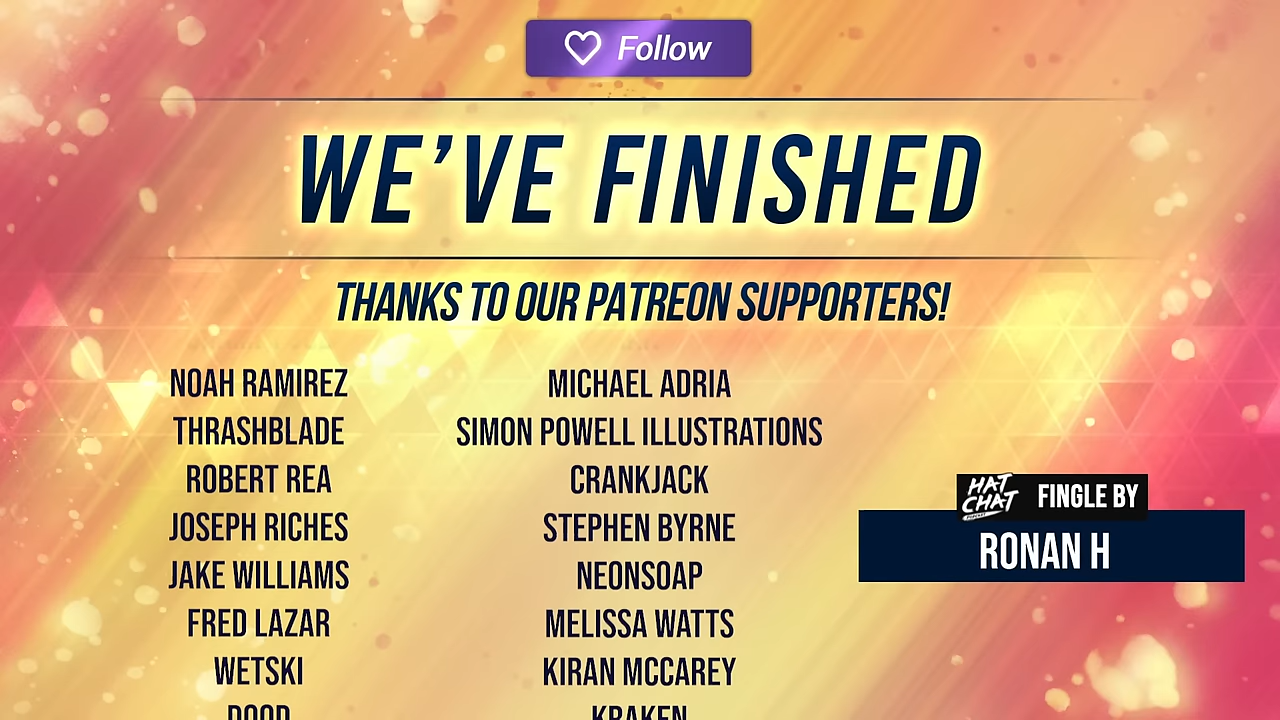 Follow
WE'VE FINISHED
THANKS TO OUR PATREON SUPPORTERS!
NOAH RAMIREZ
THRASHBLADE
ROBERT REA
JOSEPH RICHES
JAKE WILLIAMS
FRED LAZAR
WETSKI
MICHAEL ADRIA
SIMON POWELL ILLUSTRATIONS
CRANKJACK
STEPHEN BYRNE
NEONSOAP
MELISSA WATTS
KIRAN MCCAREY
KRAKEN
HAT
CHAT
FINGLE BY
RONAN H